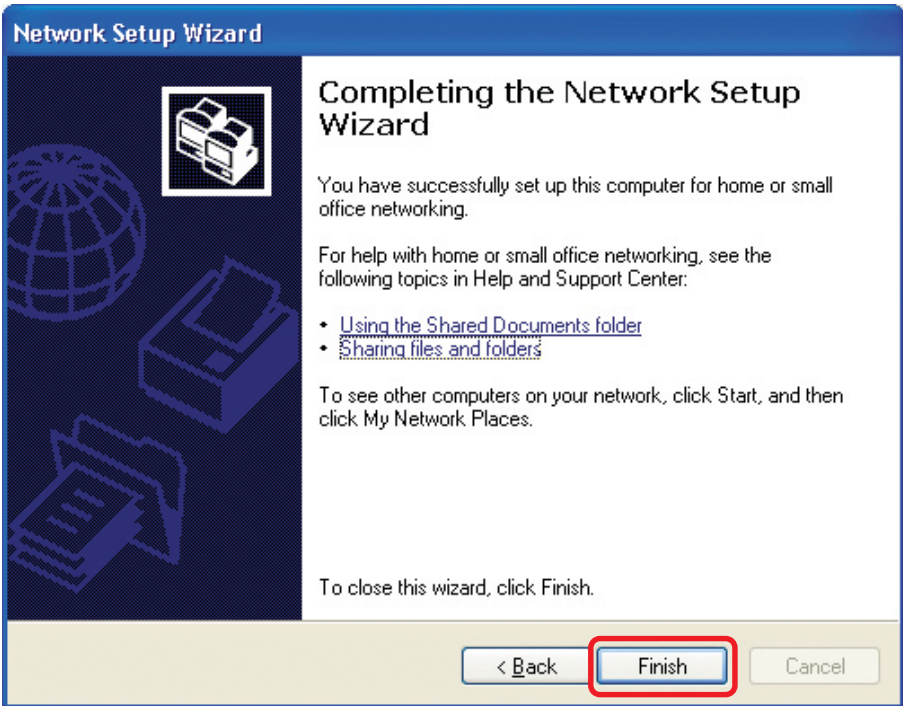 Network Setup Wizard
Completing the Network Setup
Wizard
You have successfully set up this computer for home or small
office networking.
For help with home or small office networking, see the
following topics in Help and Support Center:
• Using the Shared Documents folder
• Sharing files and folders
To see other computers on your network, click Start, and then
click My Network Places.
To close this wizard, click Finish.
< Back Finish Cancel